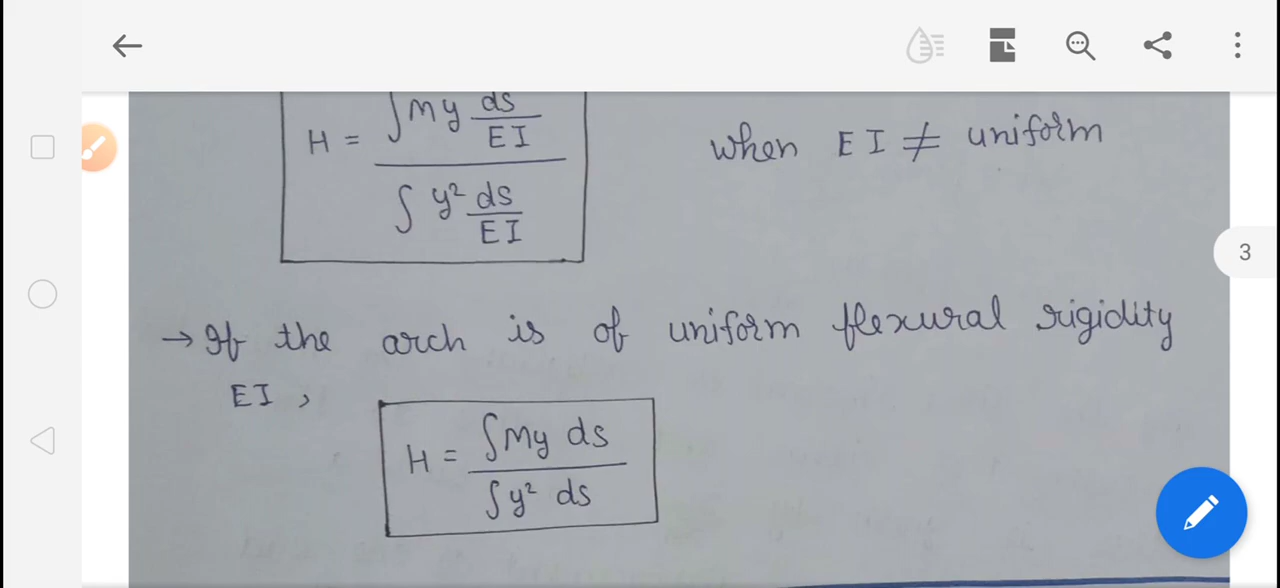 H = ∫My ds/EI / ∫y² ds/EI when EI ≠ uniform
3
→ If the arch is of uniform flexural rigidity
EI ,
H = ∫My ds / ∫y² ds